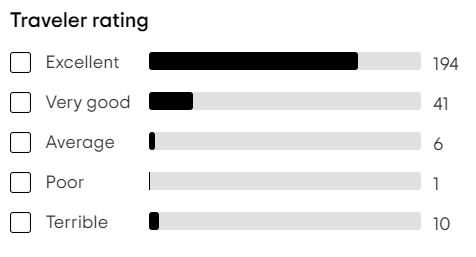 Traveler rating
Excellent 194
Very good 41
Average 6
Poor 1
Terrible 10